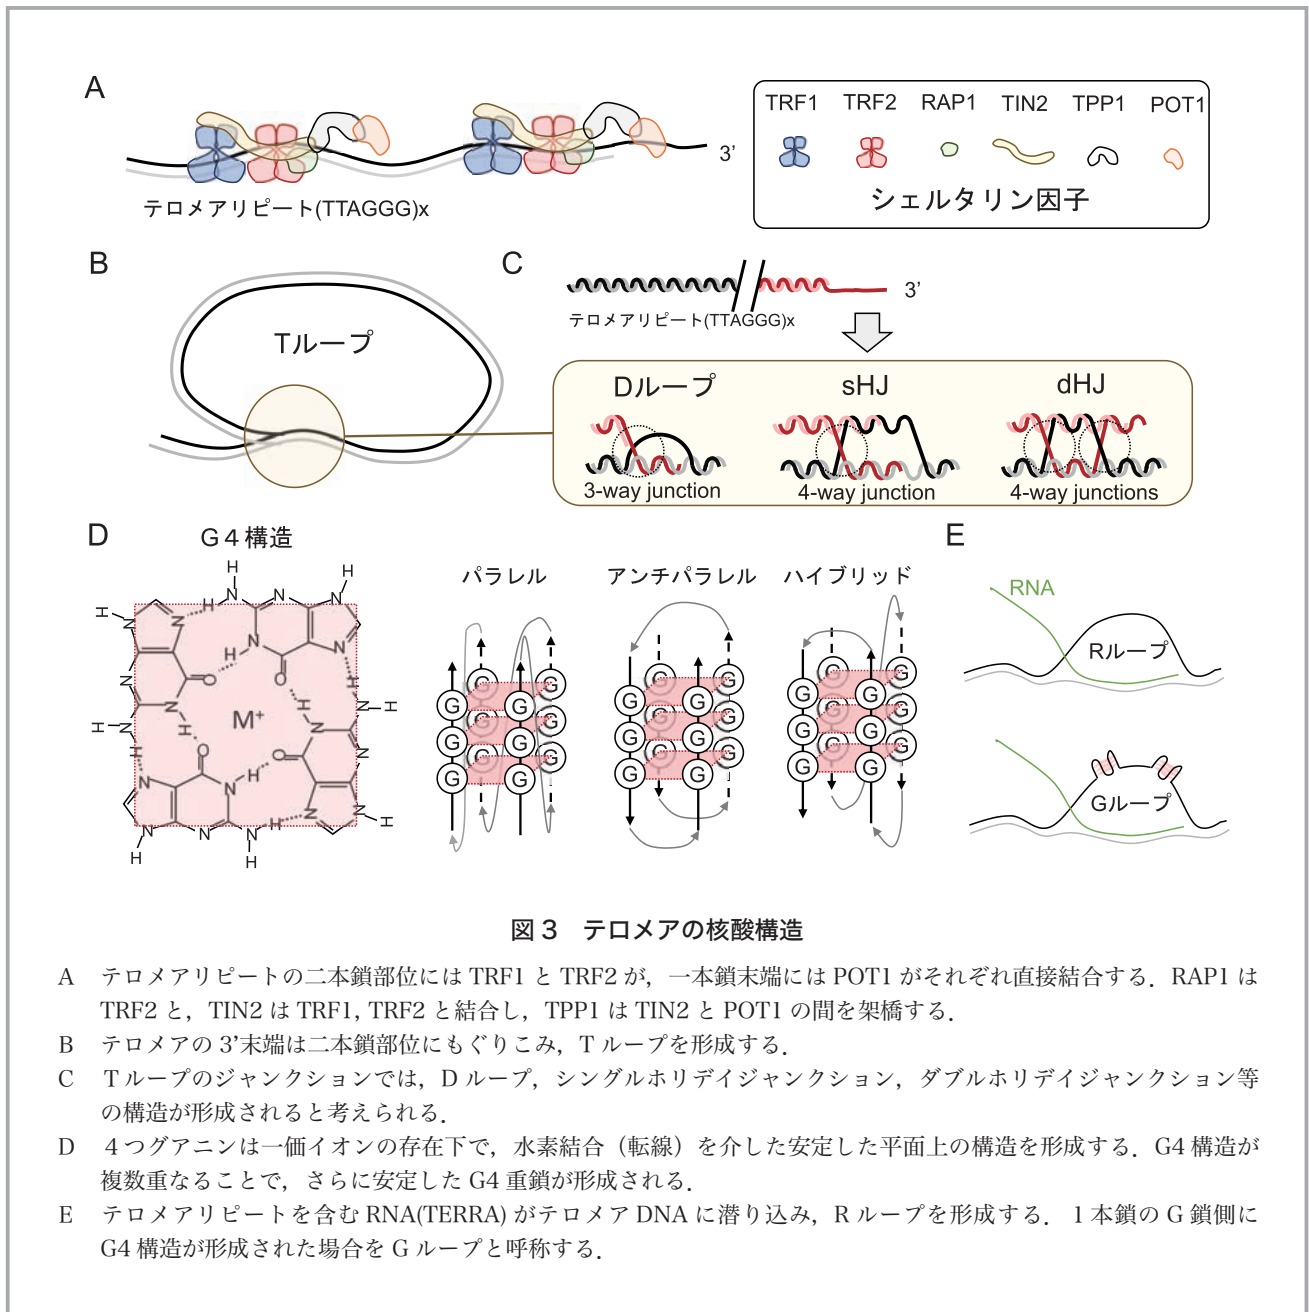 A
TRF1 TRF2 RAP1 TIN2 TPP1 POT1
シェルタリン因子
3’
テロメアリピート(TTAGGG)x
B
Tループ
C
3’
テロメアリピート(TTAGGG)x
Dループ sHJ dHJ
3-way junction 4-way junction 4-way junctions
D
G4構造
H H
H N N N H
N N
H N N
O O H
N N H
H M⁺ H N H
H N H N
H O O
N N H N
N N N H N H
H H
パラレル アンチパラレル ハイブリッド
G G G G G G G G G G G G
G G G G G G G G G G G G
G G G G G G G G G G G G
E
RNA
Rループ
Gループ
図3 テロメアの核酸構造
A テロメアリピートの二本鎖部位には TRF1 と TRF2 が，一本鎖末端には POT1 がそれぞれ直接結合する．RAP1 は
TRF2 と，TIN2 は TRF1, TRF2 と結合し，TPP1 は TIN2 と POT1 の間を架橋する．
B テロメアの 3’末端は二本鎖部位にもぐりこみ，T ループを形成する．
C T ループのジャンクションでは，D ループ，シングルホリデイジャンクション，ダブルホリデイジャンクション等
の構造が形成されると考えられる．
D 4つグアニンは一価イオンの存在下で，水素結合（転線）を介した安定した平面上の構造を形成する．G4 構造が
複数重なることで，さらに安定した G4 重鎖が形成される．
E テロメアリピートを含む RNA(TERRA) がテロメア DNA に潜り込み，R ループを形成する． 1 本鎖の G 鎖側に
G4 構造が形成された場合を G ループと呼称する．